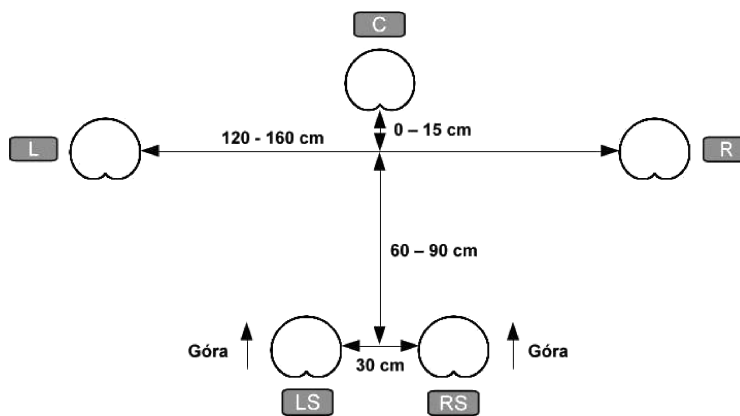 C
0 – 15 cm
120 - 160 cm
L
R
60 – 90 cm
Góra
30 cm
Góra
LS
RS